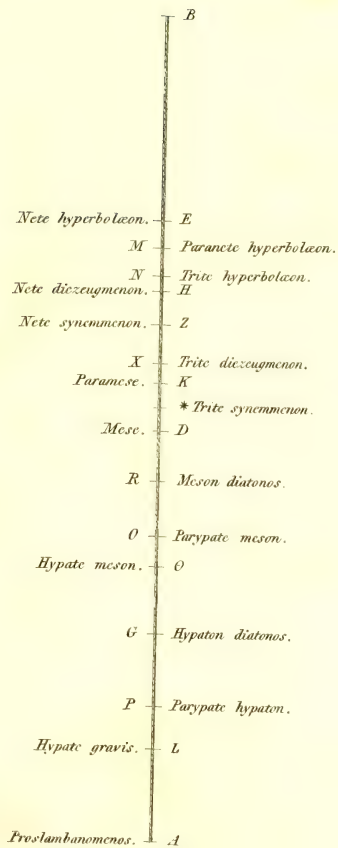 B
Nete hyperbolæon. E
M Paranete hyperbolæon.
N Trite hyperbolæon.
Nete diezeugmenon. H
Nete synemmenon. Z
X Trite diezeugmenon.
Paramese. K
* Trite synemmenon.
Mese. D
R Meson diatonos.
O Parypate meson.
Hypate meson. Θ
G Hypaton diatonos.
P Parypate hypaton.
Hypate gravis. L
Proslambanomenos. A